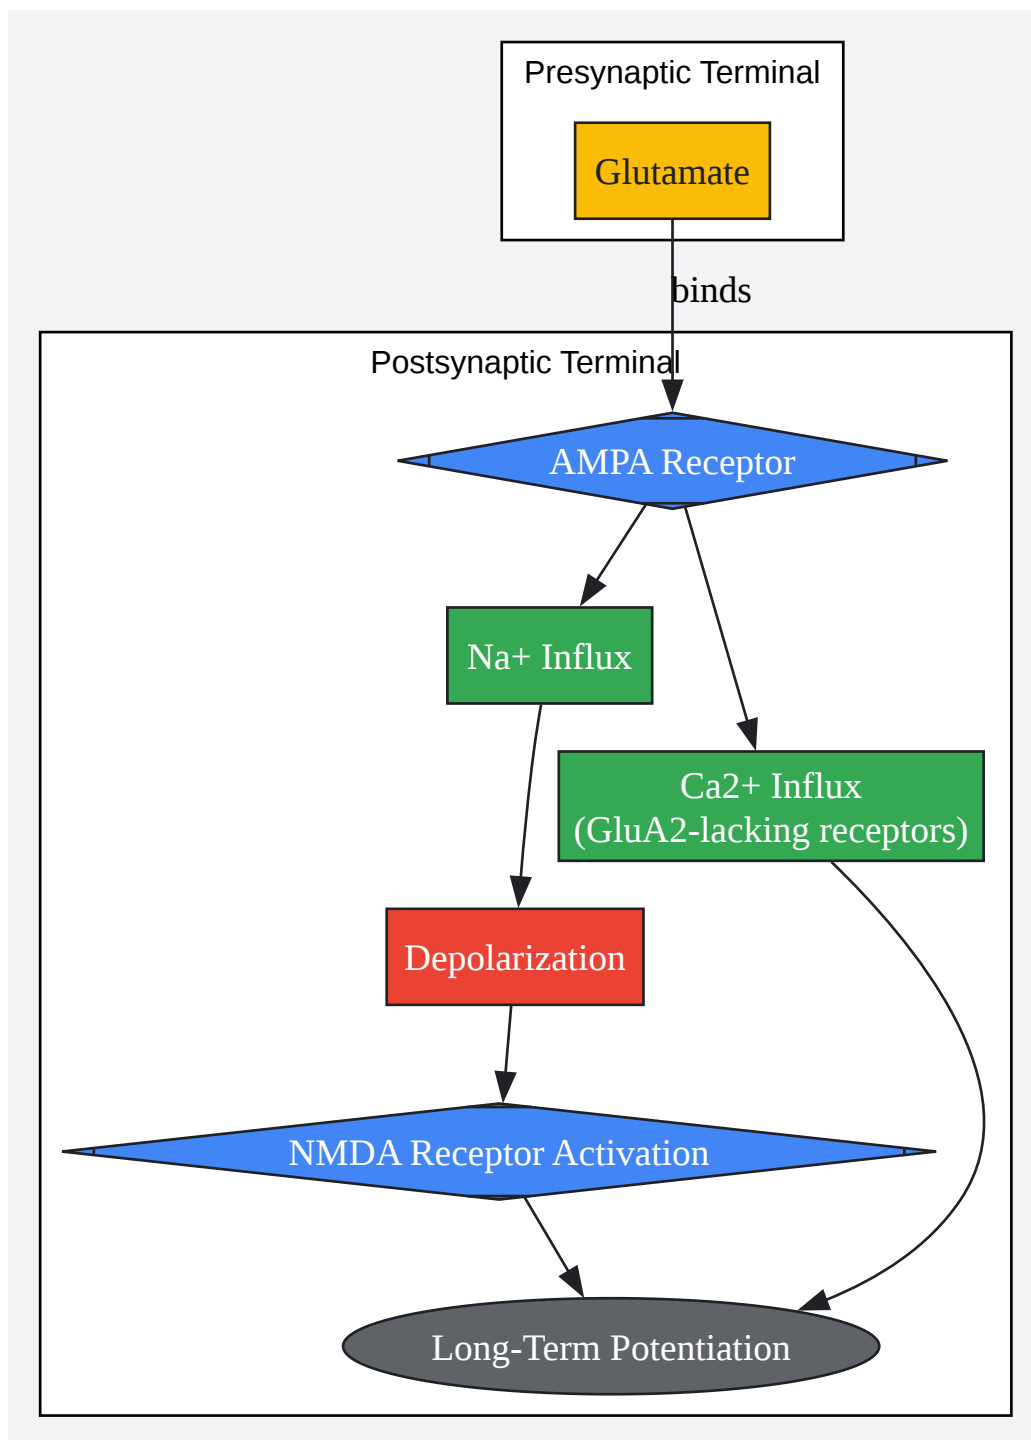 Presynaptic Terminal
Glutamate
binds
Postsynaptic Terminal
AMPA Receptor
Na+ Influx
Ca2+ Influx
(GluA2-lacking receptors)
Depolarization
NMDA Receptor Activation
Long-Term Potentiation